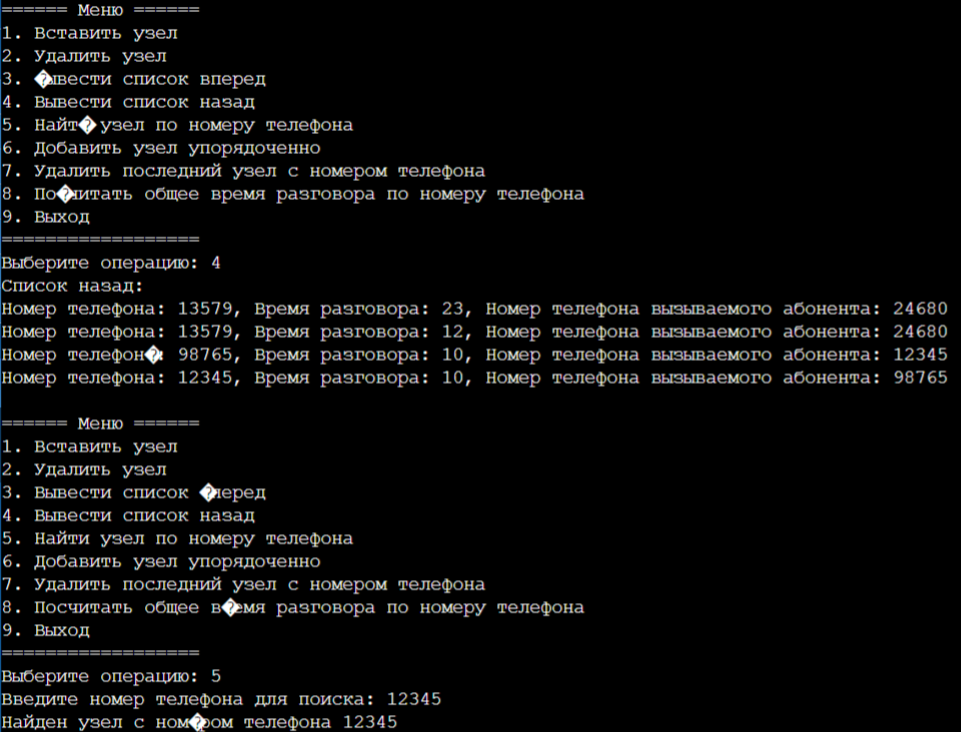 ====== Меню ======
1. Вставить узел
2. Удалить узел
3. �ывести список вперед
4. Вывести список назад
5. Найт� узел по номеру телефона
6. Добавить узел упорядоченно
7. Удалить последний узел с номером телефона
8. По�читать общее время разговора по номеру телефона
9. Выход
==================
Выберите операцию: 4
Список назад:
Номер телефона: 13579, Время разговора: 23, Номер телефона вызываемого абонента: 24680
Номер телефона: 13579, Время разговора: 12, Номер телефона вызываемого абонента: 24680
Номер телефон�: 98765, Время разговора: 10, Номер телефона вызываемого абонента: 12345
Номер телефона: 12345, Время разговора: 10, Номер телефона вызываемого абонента: 98765
====== Меню ======
1. Вставить узел
2. Удалить узел
3. Вывести список �перед
4. Вывести список назад
5. Найти узел по номеру телефона
6. Добавить узел упорядоченно
7. Удалить последний узел с номером телефона
8. Посчитать общее в�емя разговора по номеру телефона
9. Выход
==================
Выберите операцию: 5
Введите номер телефона для поиска: 12345
Найден узел с ном�ром телефона 12345